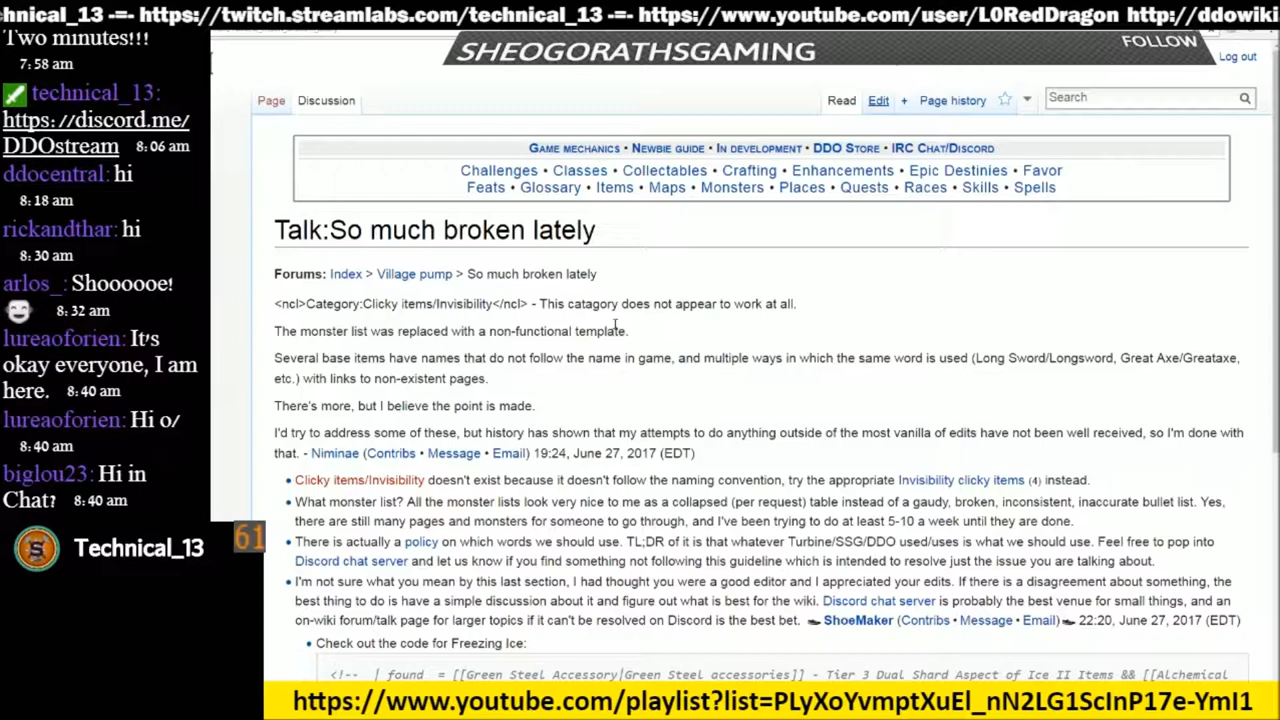 nical_13 -=- https://twitch.streamlabs.com/technical_13 -=- https://www.youtube.com/user/L0RedDragon http://ddowiki
Two minutes!!!
7:58 am
technical_13:
https://discord.me/
DDOstream 8:06 am
ddocentral: hi
8:18 am
rickandthar: hi
8:30 am
arlos_: Shoooooe!
8:32 am
lureaoforien: It's
okay everyone, I am
here. 8:40 am
lureaoforien: Hi o/
8:40 am
biglou23: Hi in
Chat? 8:40 am
Technical_13
61
SHEOGORATHSGAMING
FOLLOW
Log out
Page Discussion Read Edit + Page history Search
Game mechanics • Newbie guide • In development • DDO Store • IRC Chat/Discord
Challenges • Classes • Collectables • Crafting • Enhancements • Epic Destinies • Favor
Feats • Glossary • Items • Maps • Monsters • Places • Quests • Races • Skills • Spells
Talk:So much broken lately
Forums: Index > Village pump > So much broken lately
<ncl>Category:Clicky items/Invisibility</ncl> - This catagory does not appear to work at all.
The monster list was replaced with a non-functional template.
Several base items have names that do not follow the name in game, and multiple ways in which the same word is used (Long Sword/Longsword, Great Axe/Greataxe,
etc.) with links to non-existent pages.
There's more, but I believe the point is made.
I'd try to address some of these, but history has shown that my attempts to do anything outside of the most vanilla of edits have not been well received, so I'm done with
that. - Niminae (Contribs • Message • Email) 19:24, June 27, 2017 (EDT)
• Clicky items/Invisibility doesn't exist because it doesn't follow the naming convention, try the appropriate Invisibility clicky items (4) instead.
• What monster list? All the monster lists look very nice to me as a collapsed (per request) table instead of a gaudy, broken, inconsistent, inaccurate bullet list. Yes,
there are still many pages and monsters for someone to go through, and I've been trying to do at least 5-10 a week until they are done.
• There is actually a policy on which words we should use. TL;DR of it is that whatever Turbine/SSG/DDO used/uses is what we should use. Feel free to pop into
Discord chat server and let us know if you find something not following this guideline which is intended to resolve just the issue you are talking about.
• I'm not sure what you mean by this last section, I had thought you were a good editor and I appreciated your edits. If there is a disagreement about something, the
best thing to do is have a simple discussion about it and figure out what is best for the wiki. Discord chat server is probably the best venue for small things, and an
on-wiki forum/talk page for larger topics if it can't be resolved on Discord is the best bet. ShoeMaker (Contribs • Message • Email) 22:20, June 27, 2017 (EDT)
• Check out the code for Freezing Ice:
<!-- | found = [[Green Steel Accessory|Green Steel accessories]] - Tier 3 Dual Shard Aspect of Ice II Items && [[Alchemical
https://www.youtube.com/playlist?list=PLyXoYvmptXuEl_nN2LG1ScInP17e-YmI1